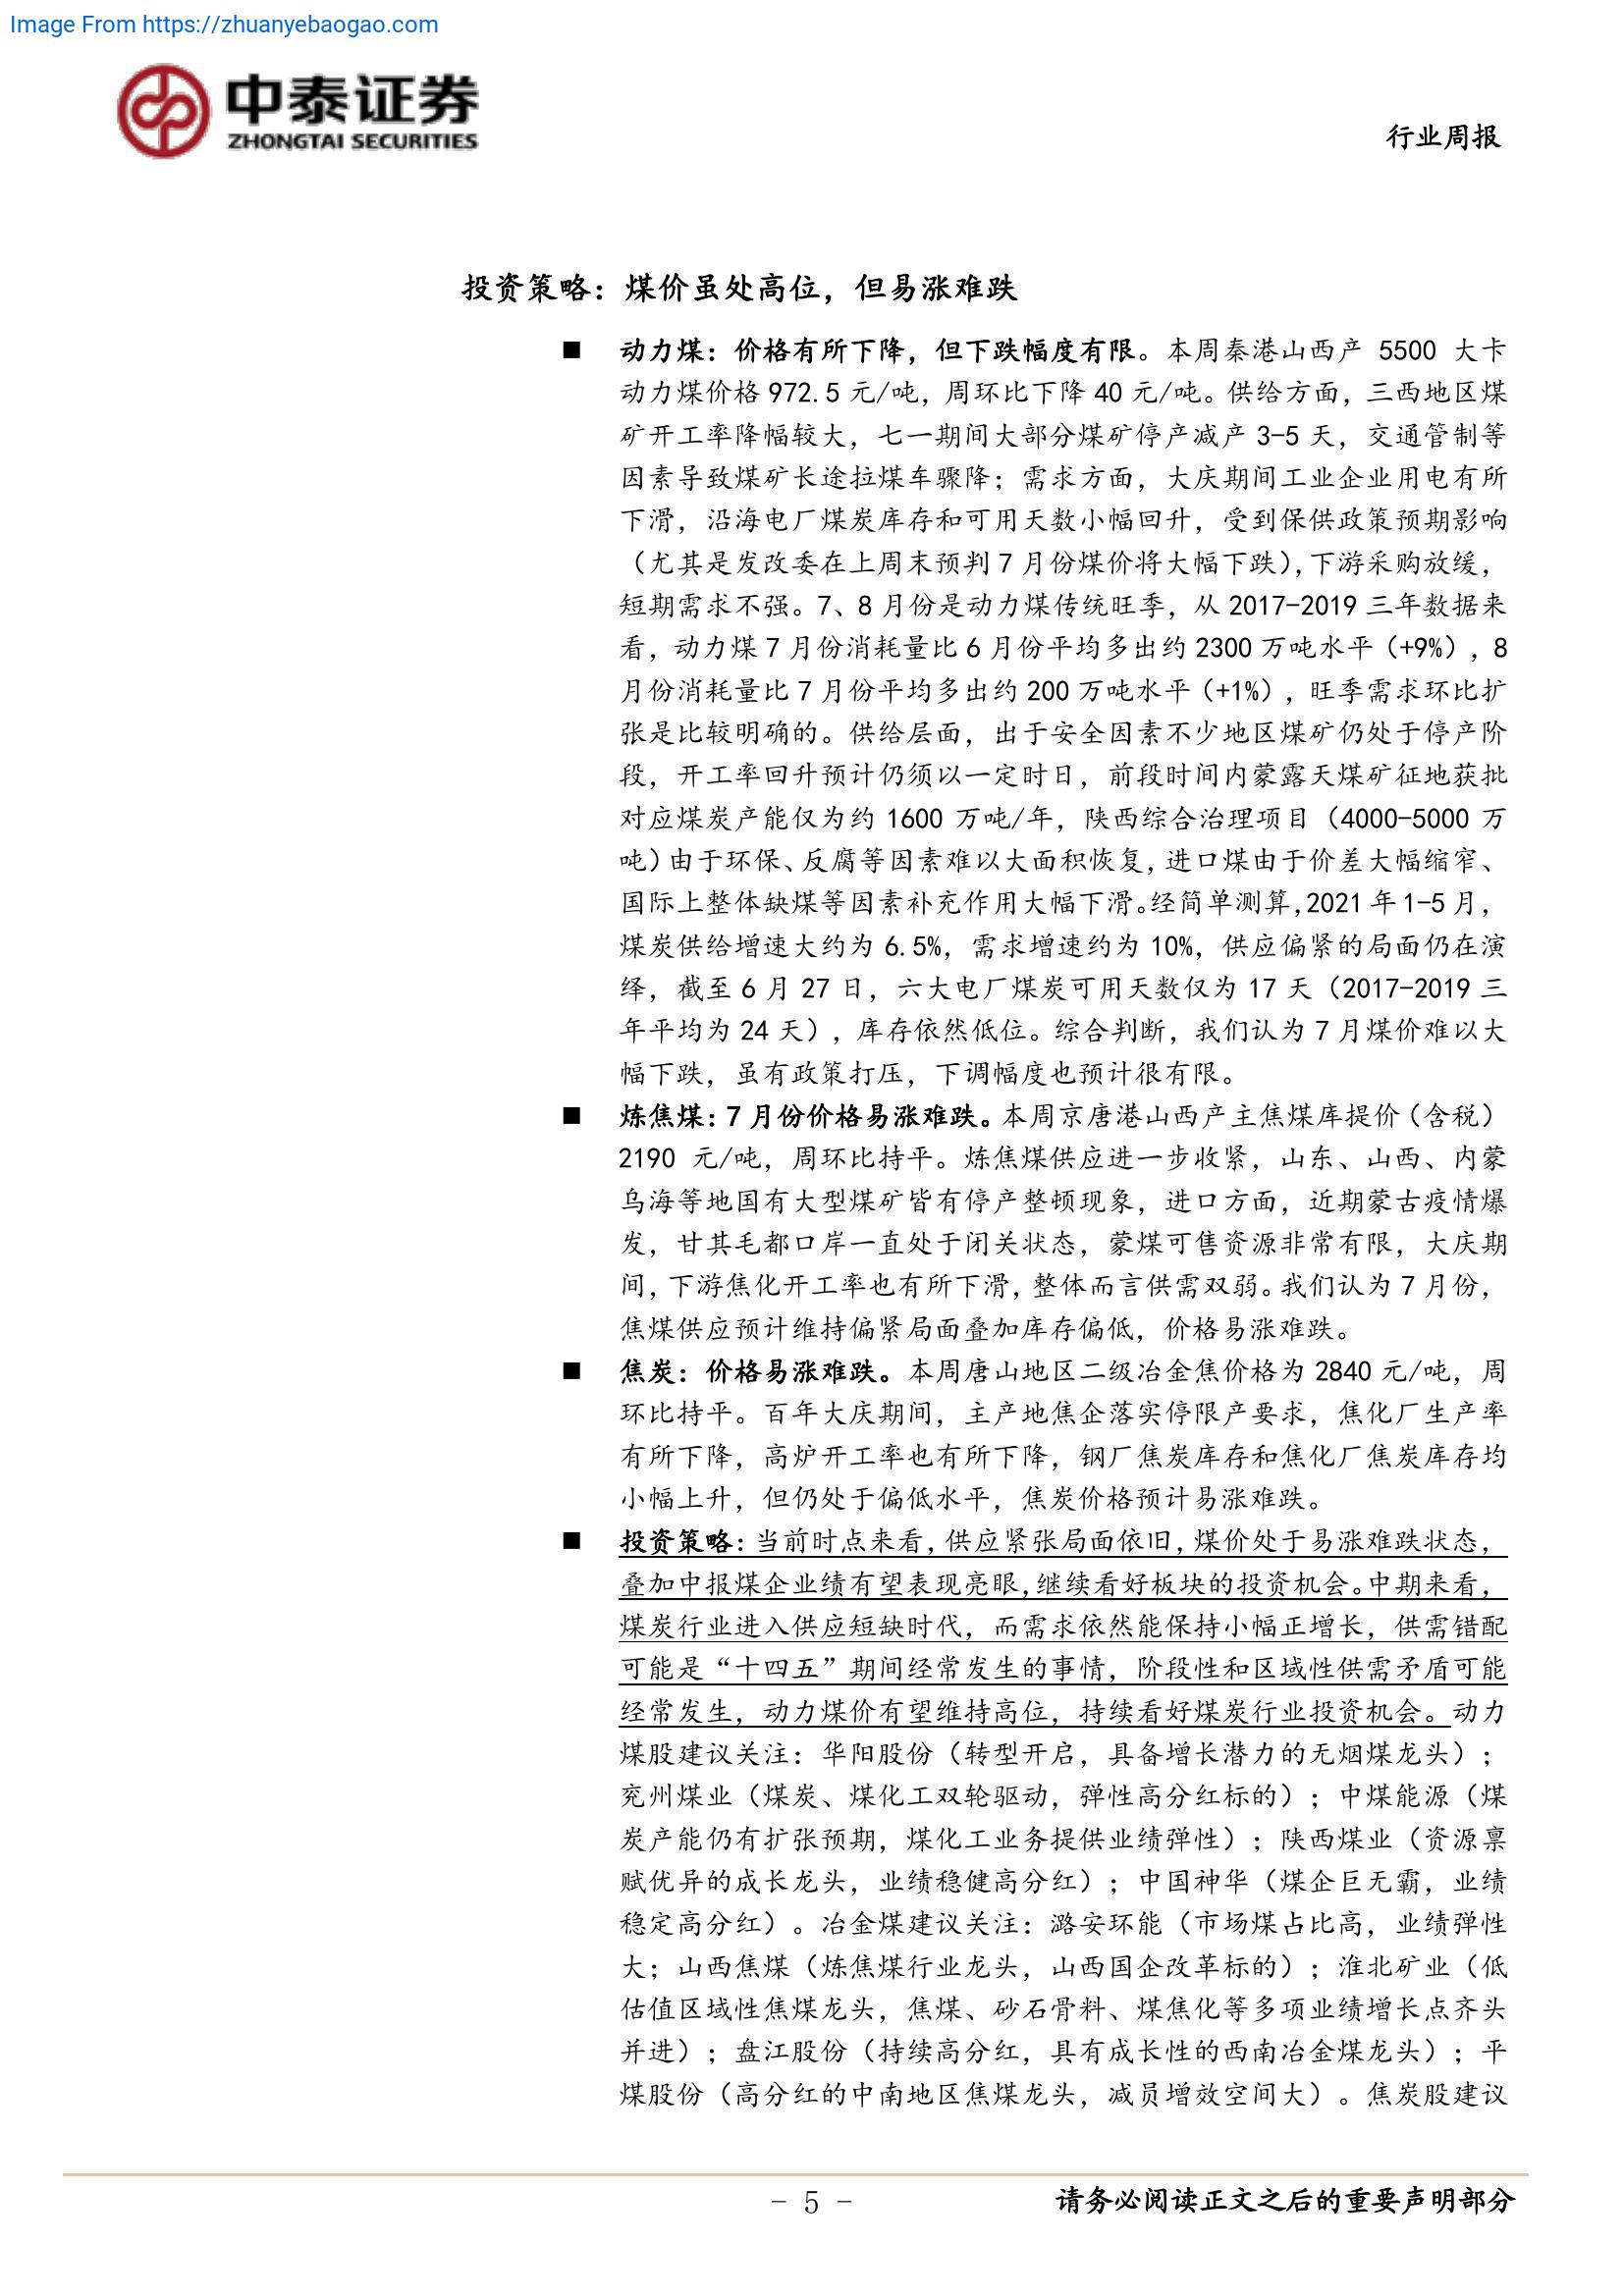 Image From https://zhuanyebaogao.com
中泰证券
ZHONGTAI SECURITIES
行业周报
投资策略：煤价虽处高位，但易涨难跌
■ 动力煤：价格有所下降，但下跌幅度有限。本周秦港山西产 5500 大卡
动力煤价格 972.5 元/吨，周环比下降 40 元/吨。供给方面，三西地区煤
矿开工率降幅较大，七一期间大部分煤矿停产减产 3-5 天，交通管制等
因素导致煤矿长途拉煤车骤降；需求方面，大庆期间工业企业用电有所
下滑，沿海电厂煤炭库存和可用天数小幅回升，受到保供政策预期影响
（尤其是发改委在上周末预判 7 月份煤价将大幅下跌），下游采购放缓，
短期需求不强。7、8 月份是动力煤传统旺季，从 2017-2019 三年数据来
看，动力煤 7 月份消耗量比 6 月份平均多出约 2300 万吨水平（+9%），8
月份消耗量比 7 月份平均多出约 200 万吨水平（+1%），旺季需求环比扩
张是比较明确的。供给层面，出于安全因素不少地区煤矿仍处于停产阶
段，开工率回升预计仍须以一定时日，前段时间内蒙露天煤矿征地获批
对应煤炭产能仅为约 1600 万吨/年，陕西综合治理项目（4000-5000 万
吨）由于环保、反腐等因素难以大面积恢复，进口煤由于价差大幅缩窄、
国际上整体缺煤等因素补充作用大幅下滑。经简单测算，2021 年 1-5 月，
煤炭供给增速大约为 6.5%，需求增速约为 10%，供应偏紧的局面仍在演
绎，截至 6 月 27 日，六大电厂煤炭可用天数仅为 17 天（2017-2019 三
年平均为 24 天），库存依然低位。综合判断，我们认为 7 月煤价难以大
幅下跌，虽有政策打压，下调幅度也预计很有限。
■ 炼焦煤：7 月份价格易涨难跌。本周京唐港山西产主焦煤库提价（含税）
2190 元/吨，周环比持平。炼焦煤供应进一步收紧，山东、山西、内蒙
乌海等地国有大型煤矿皆有停产整顿现象，进口方面，近期蒙古疫情爆
发，甘其毛都口岸一直处于闭关状态，蒙煤可售资源非常有限，大庆期
间，下游焦化开工率也有所下滑，整体而言供需双弱。我们认为 7 月份，
焦煤供应预计维持偏紧局面叠加库存偏低，价格易涨难跌。
■ 焦炭：价格易涨难跌。本周唐山地区二级冶金焦价格为 2840 元/吨，周
环比持平。百年大庆期间，主产地焦企落实停限产要求，焦化厂生产率
有所下降，高炉开工率也有所下降，钢厂焦炭库存和焦化厂焦炭库存均
小幅上升，但仍处于偏低水平，焦炭价格预计易涨难跌。
■ 投资策略：当前时点来看，供应紧张局面依旧，煤价处于易涨难跌状态，
叠加中报煤企业绩有望表现亮眼，继续看好板块的投资机会。中期来看，
煤炭行业进入供应短缺时代，而需求依然能保持小幅正增长，供需错配
可能是“十四五”期间经常发生的事情，阶段性和区域性供需矛盾可能
经常发生，动力煤价有望维持高位，持续看好煤炭行业投资机会。动力
煤股建议关注：华阳股份（转型开启，具备增长潜力的无烟煤龙头）；
兖州煤业（煤炭、煤化工双轮驱动，弹性高分红标的）；中煤能源（煤
炭产能仍有扩张预期，煤化工业务提供业绩弹性）；陕西煤业（资源禀
赋优异的成长龙头，业绩稳健高分红）；中国神华（煤企巨无霸，业绩
稳定高分红）。冶金煤建议关注：潞安环能（市场煤占比高，业绩弹性
大；山西焦煤（炼焦煤行业龙头，山西国企改革标的）；淮北矿业（低
估值区域性焦煤龙头，焦煤、砂石骨料、煤焦化等多项业绩增长点齐头
并进）；盘江股份（持续高分红，具有成长性的西南冶金煤龙头）；平
煤股份（高分红的中南地区焦煤龙头，减员增效空间大）。焦炭股建议
- 5 -
请务必阅读正文之后的重要声明部分